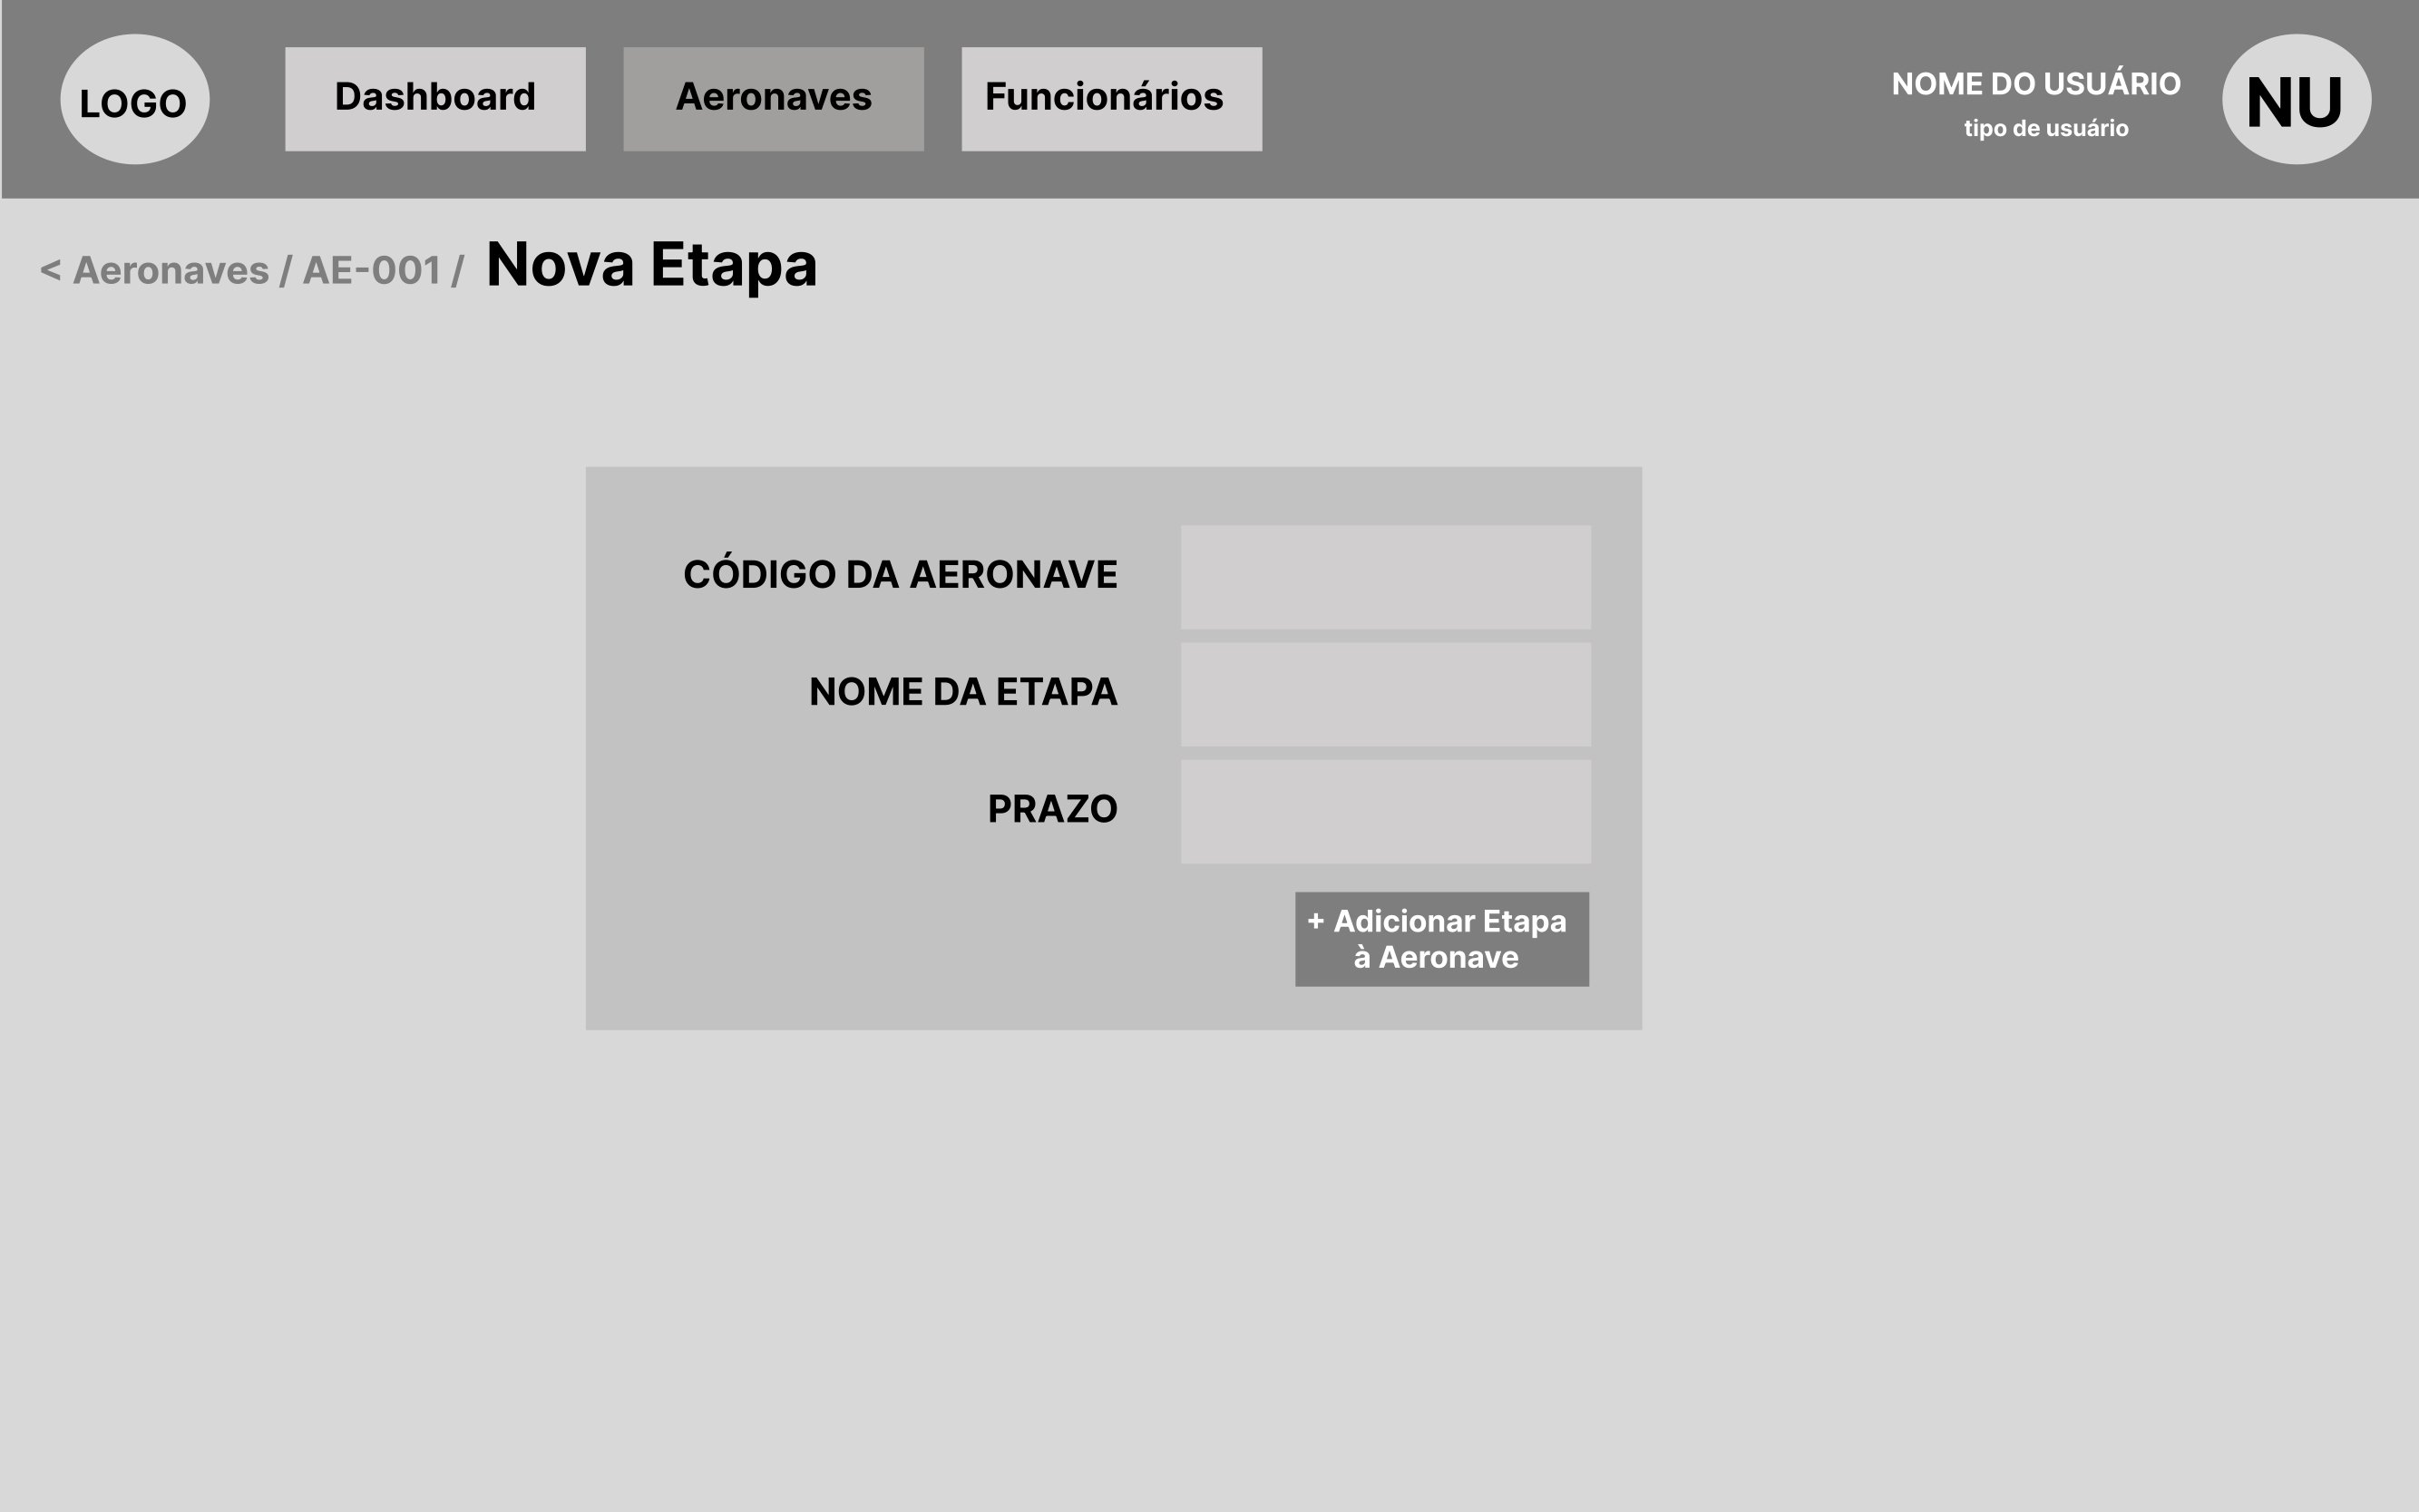 LOGO
Dashboard
Aeronaves
Funcionários
NOME DO USUÁRIO
tipo de usuário
NU
< Aeronaves / AE-001 / Nova Etapa
CÓDIGO DA AERONAVE
NOME DA ETAPA
PRAZO
+ Adicionar Etapa
à Aeronave